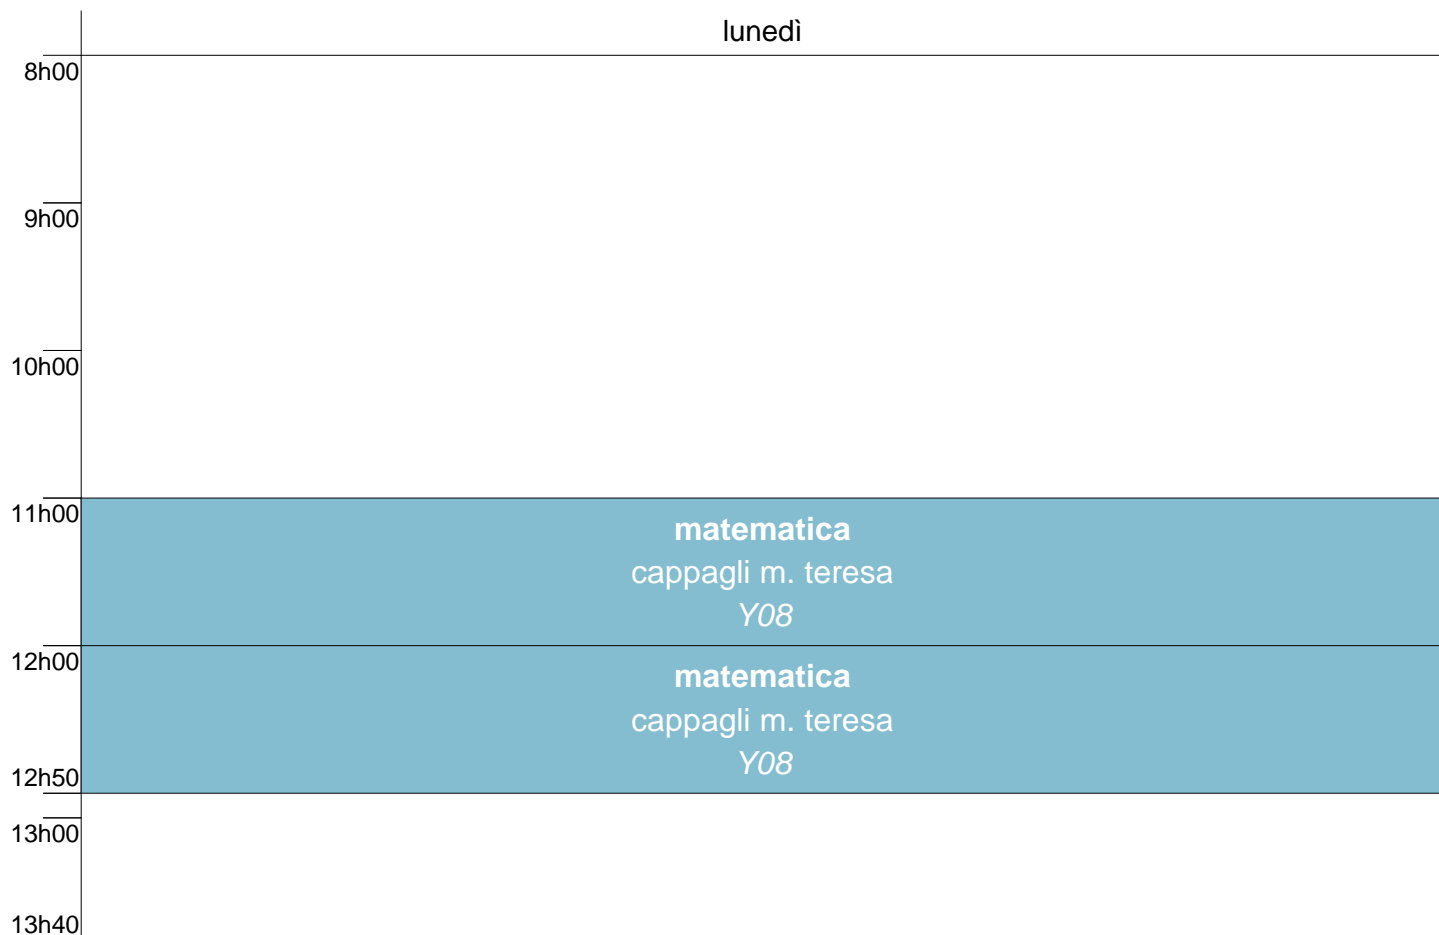 lunedì
8h00
9h00
10h00
11h00
matematica
cappagli m. teresa
Y08
12h00
matematica
cappagli m. teresa
Y08
12h50
13h00
13h40